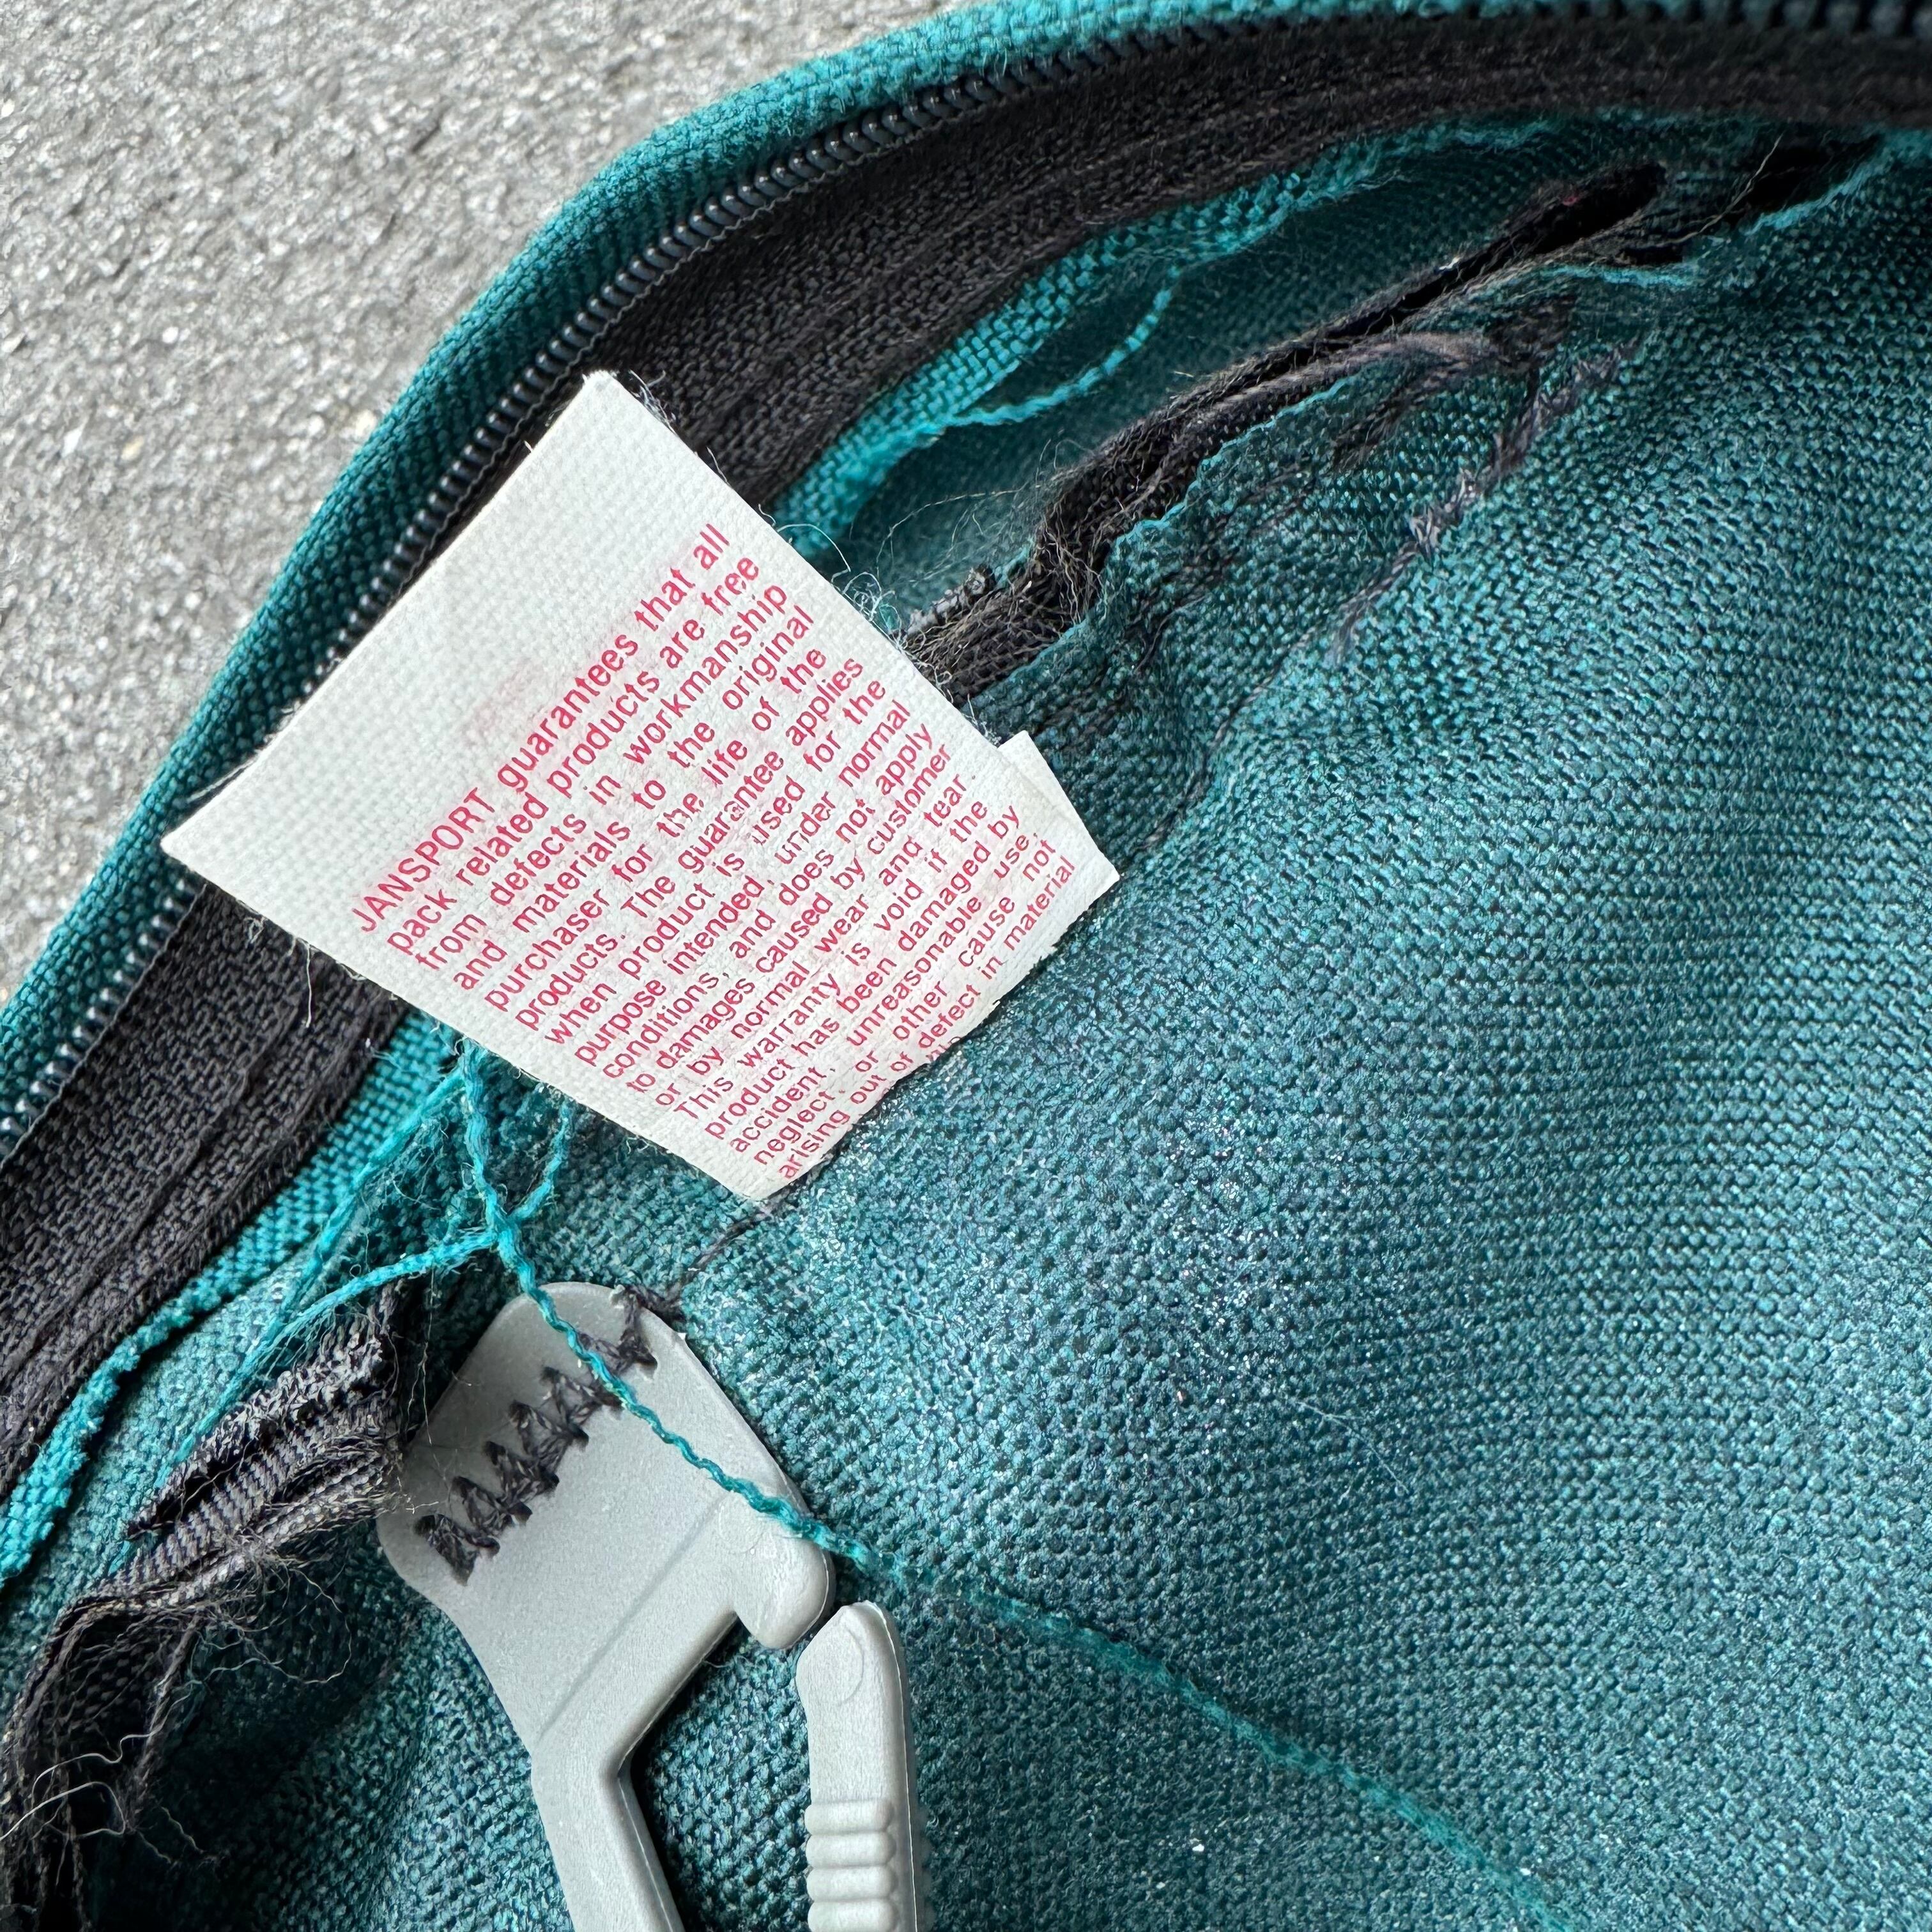 JANSPORT guarantees that all
pack related products are free
from defects in workmanship
and materials to the original
purchaser for the life of the
products. The guarantee applies
when product is used for the
purpose intended, under normal
conditions, and does not apply
to damages caused by customer
or by normal wear and tear.
This warranty is void if the
product has been damaged by
accident, unreasonable use,
neglect or other cause not
arising out of defect in material